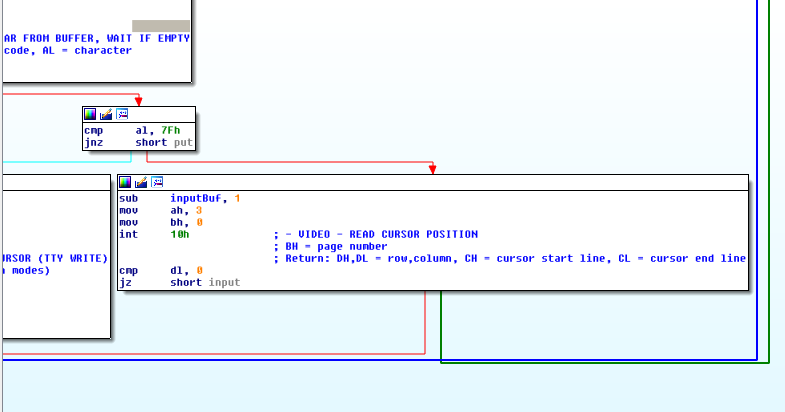 AR FROM BUFFER, WAIT IF EMPTY
code, AL = character
cmp al, 7Fh
jnz short put
sub inputBuf, 1
mov ah, 3
mov bh, 0
int 10h ; - VIDEO - READ CURSOR POSITION
; BH = page number
; Return: DH,DL = row,column, CH = cursor start line, CL = cursor end line
cmp dl, 0
jz short input
URSOR (TTY WRITE)
modes)